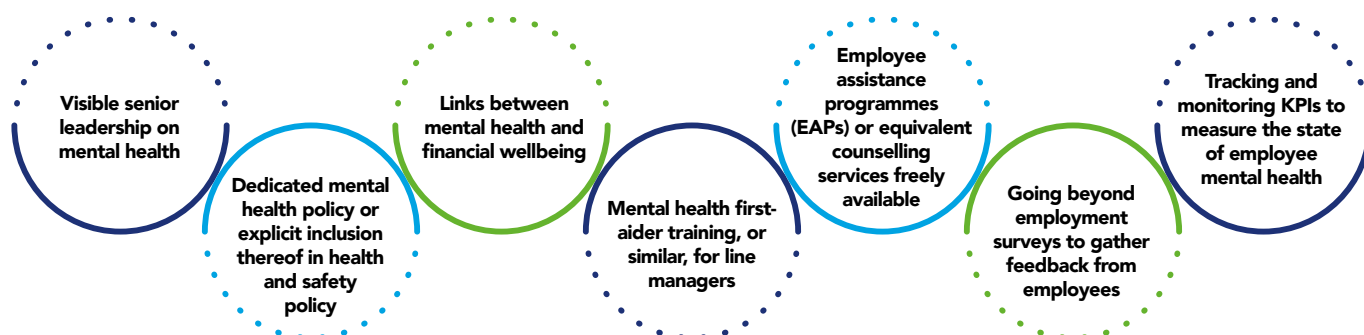 Visible senior
leadership on
mental health
Dedicated mental
health policy or
explicit inclusion
thereof in health
and safety
policy
Links between
mental health and
financial wellbeing
Mental health first-
aider training, or
similar, for line
managers
Employee
assistance
programmes
(EAPs) or equivalent
counselling
services freely
available
Going beyond
employment
surveys to gather
feedback from
employees
Tracking and
monitoring KPIs to
measure the state
of employee
mental health